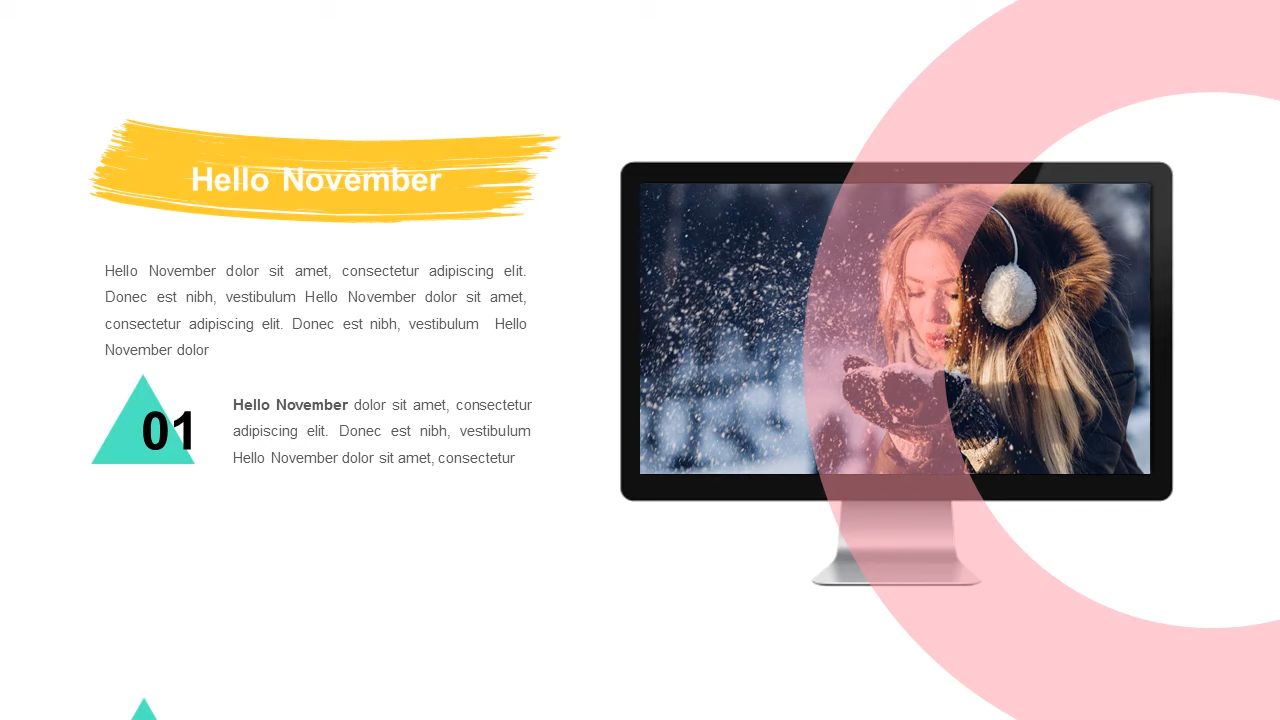 Hello November
Hello November dolor sit amet, consectetur adipiscing elit.
Donec est nibh, vestibulum Hello November dolor sit amet,
consectetur adipiscing elit. Donec est nibh, vestibulum Hello
November dolor
01
Hello November dolor sit amet, consectetur
adipiscing elit. Donec est nibh, vestibulum
Hello November dolor sit amet, consectetur